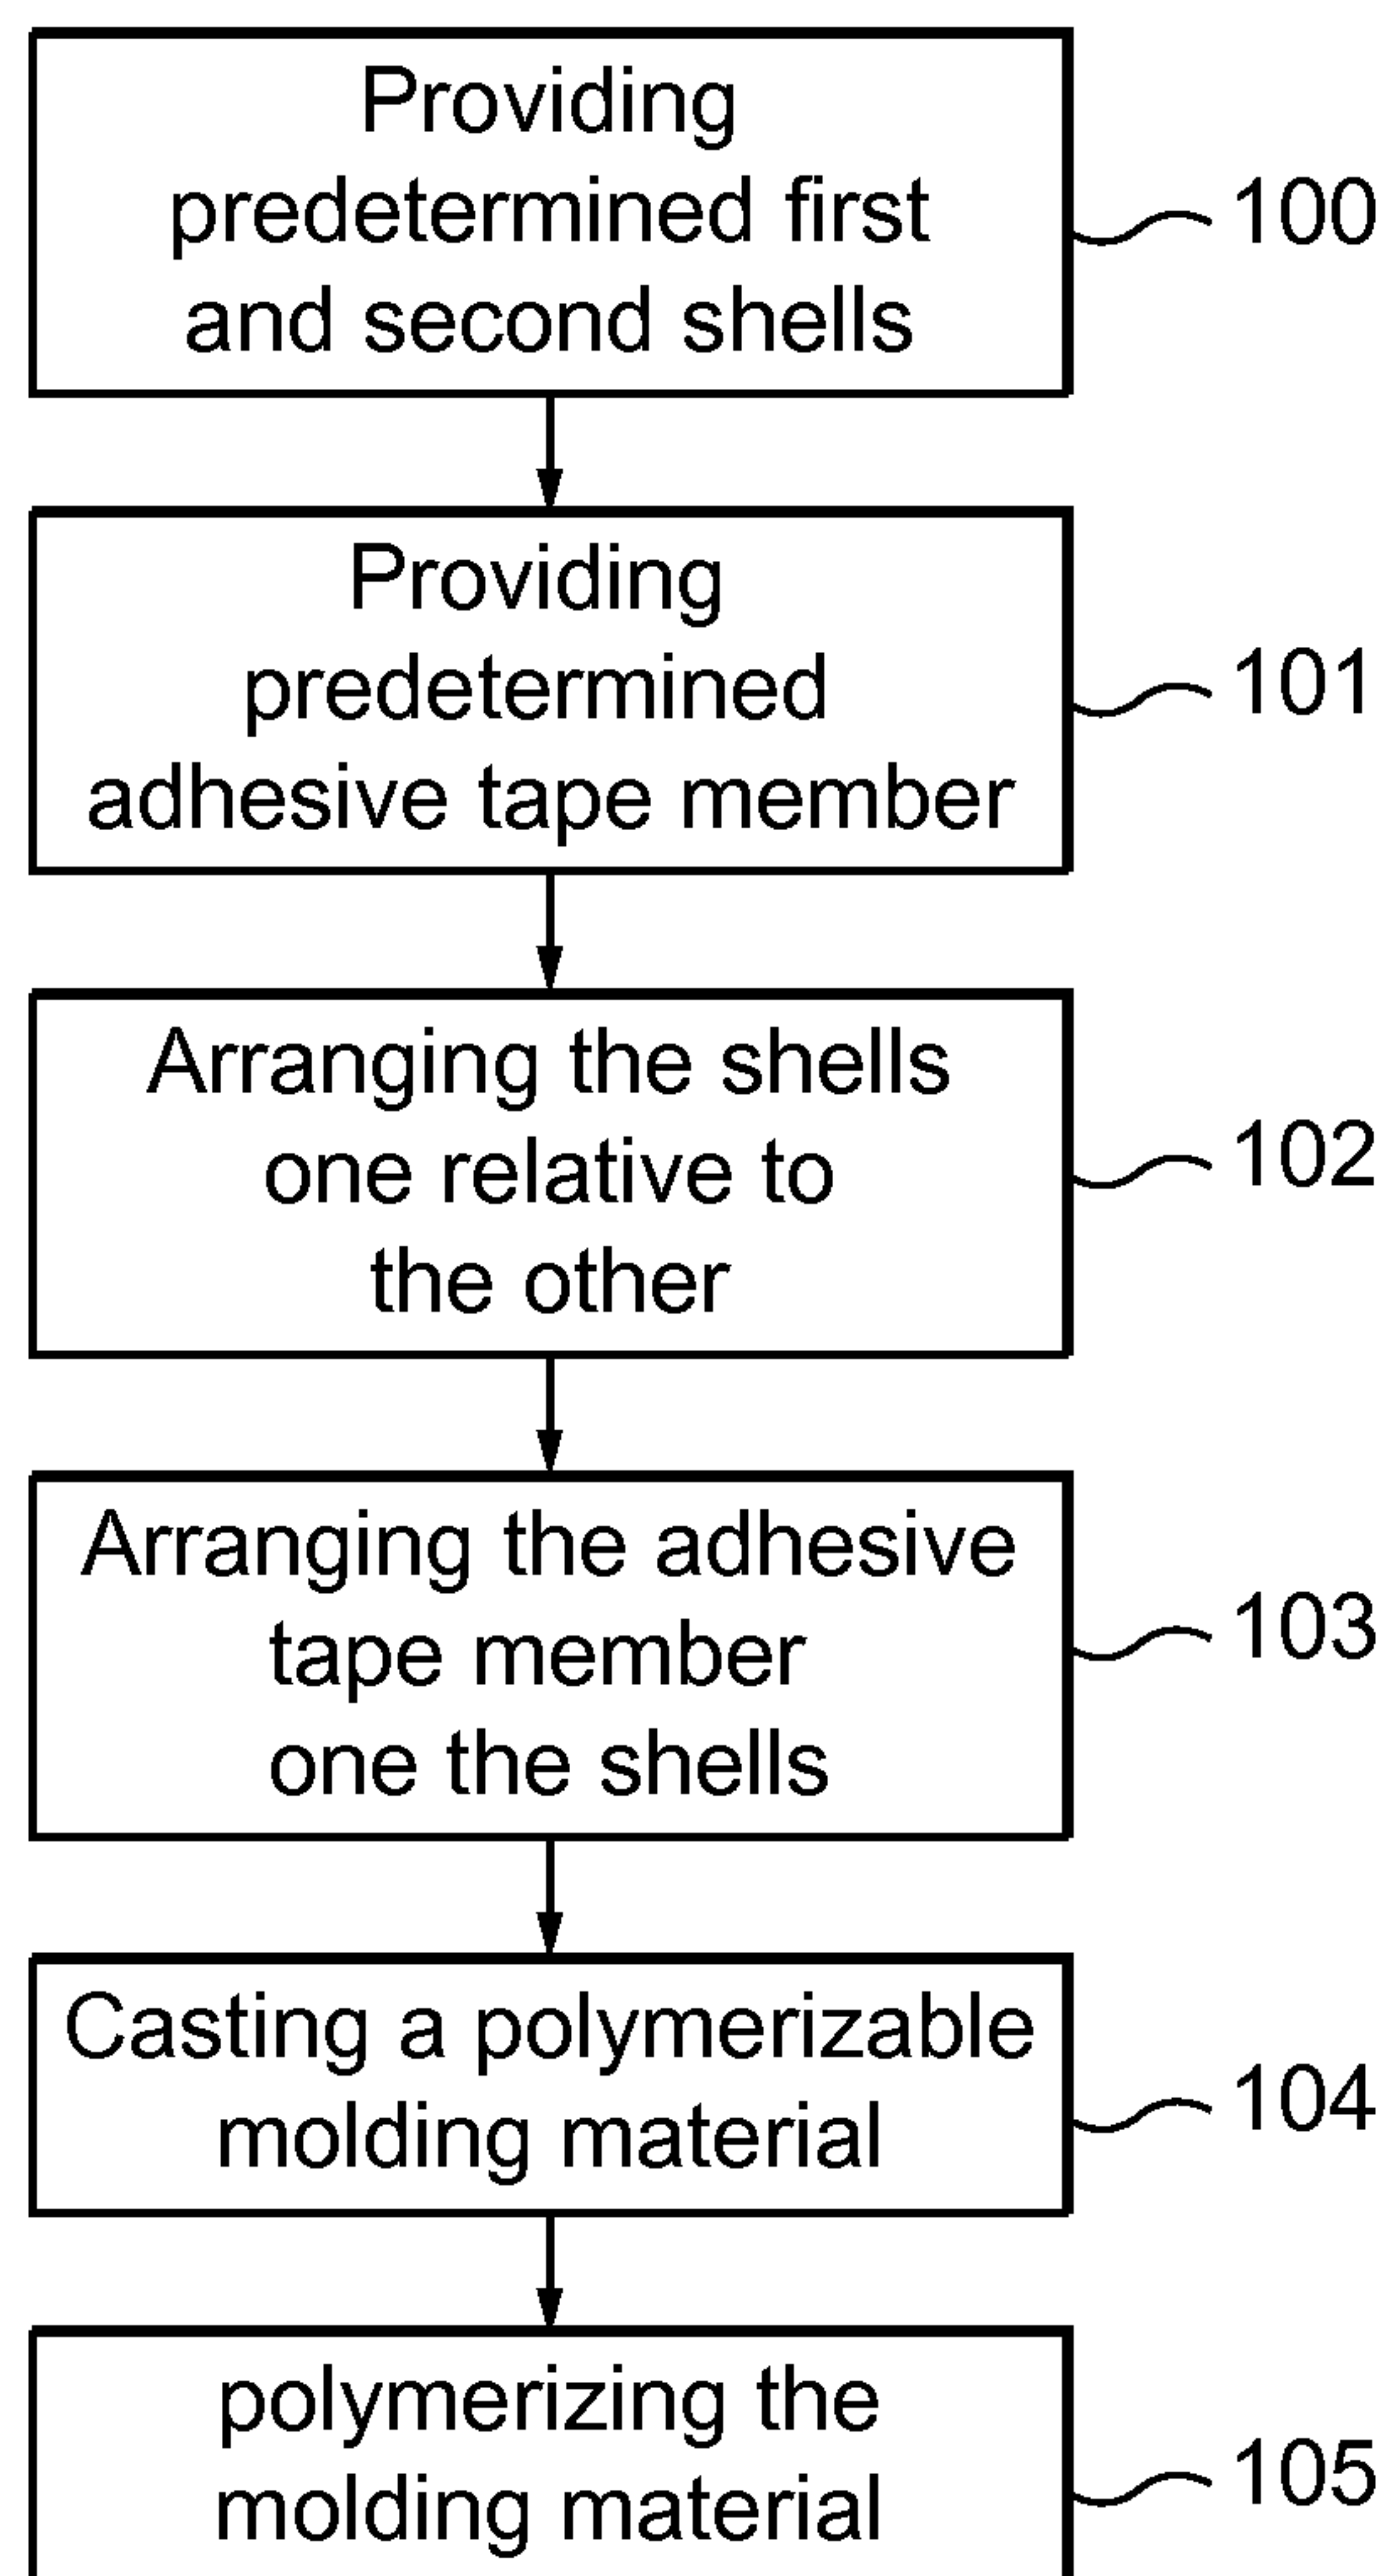 Providing
predetermined first
and second shells
100
Providing
predetermined
adhesive tape member
101
Arranging the shells
one relative to
the other
102
Arranging the adhesive
tape member
one the shells
103
Casting a polymerizable
molding material
104
polymerizing the
molding material
105